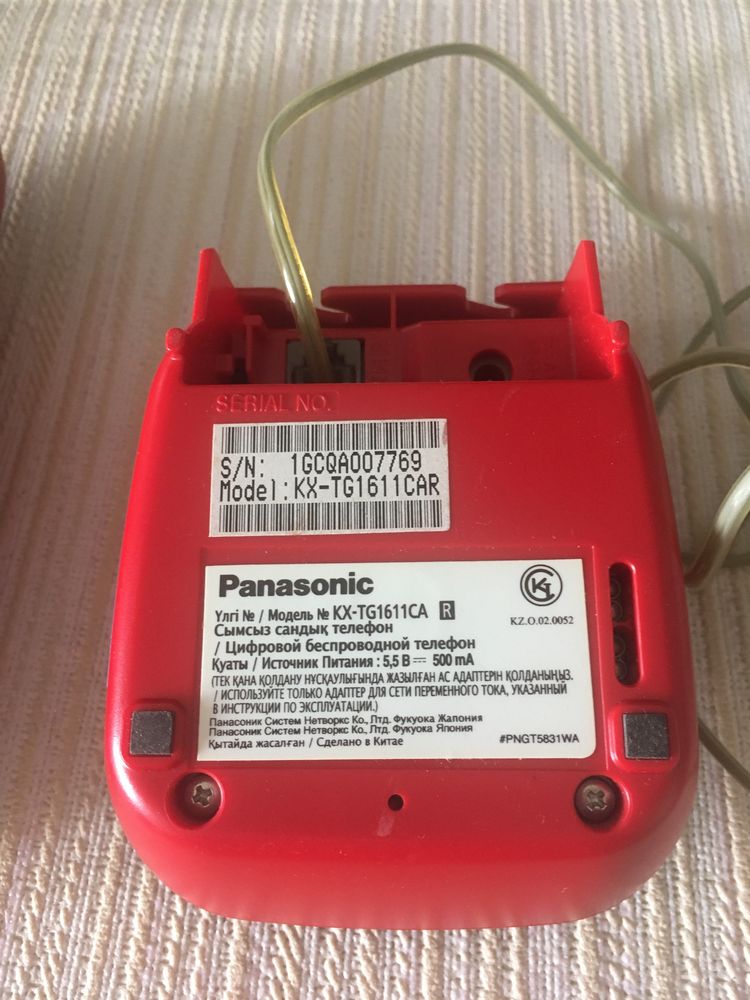 SERIAL NO.
S/N: 1GCQA007769
Model:KX-TG1611CAR
Panasonic
Үлгі № / Модель № KX-TG1611CA R
Сымсыз сандық телефон
/ Цифровой беспроводной телефон
Қуаты / Источник Питания : 5,5 В ⎓ 500 mA
(ТЕК ҚАНА ҚОЛДАНУ НҰСҚАУЛЫҒЫНДА ЖАЗЫЛҒАН АС АДАПТЕРІН ҚОЛДАНЫҢЫЗ.
/ ИСПОЛЬЗУЙТЕ ТОЛЬКО АДАПТЕР ДЛЯ СЕТИ ПЕРЕМЕННОГО ТОКА, УКАЗАННЫЙ
В ИНСТРУКЦИИ ПО ЭКСПЛУАТАЦИИ.)
Панасоник Систем Нетворкс Ко., Лтд. Фукуока Жапония
Панасоник Систем Нетворкс Ко., Лтд. Фукуока Япония
Қытайда жасалған / Сделано в Китае
#PNGT5831WA
KZ.O.02.0052